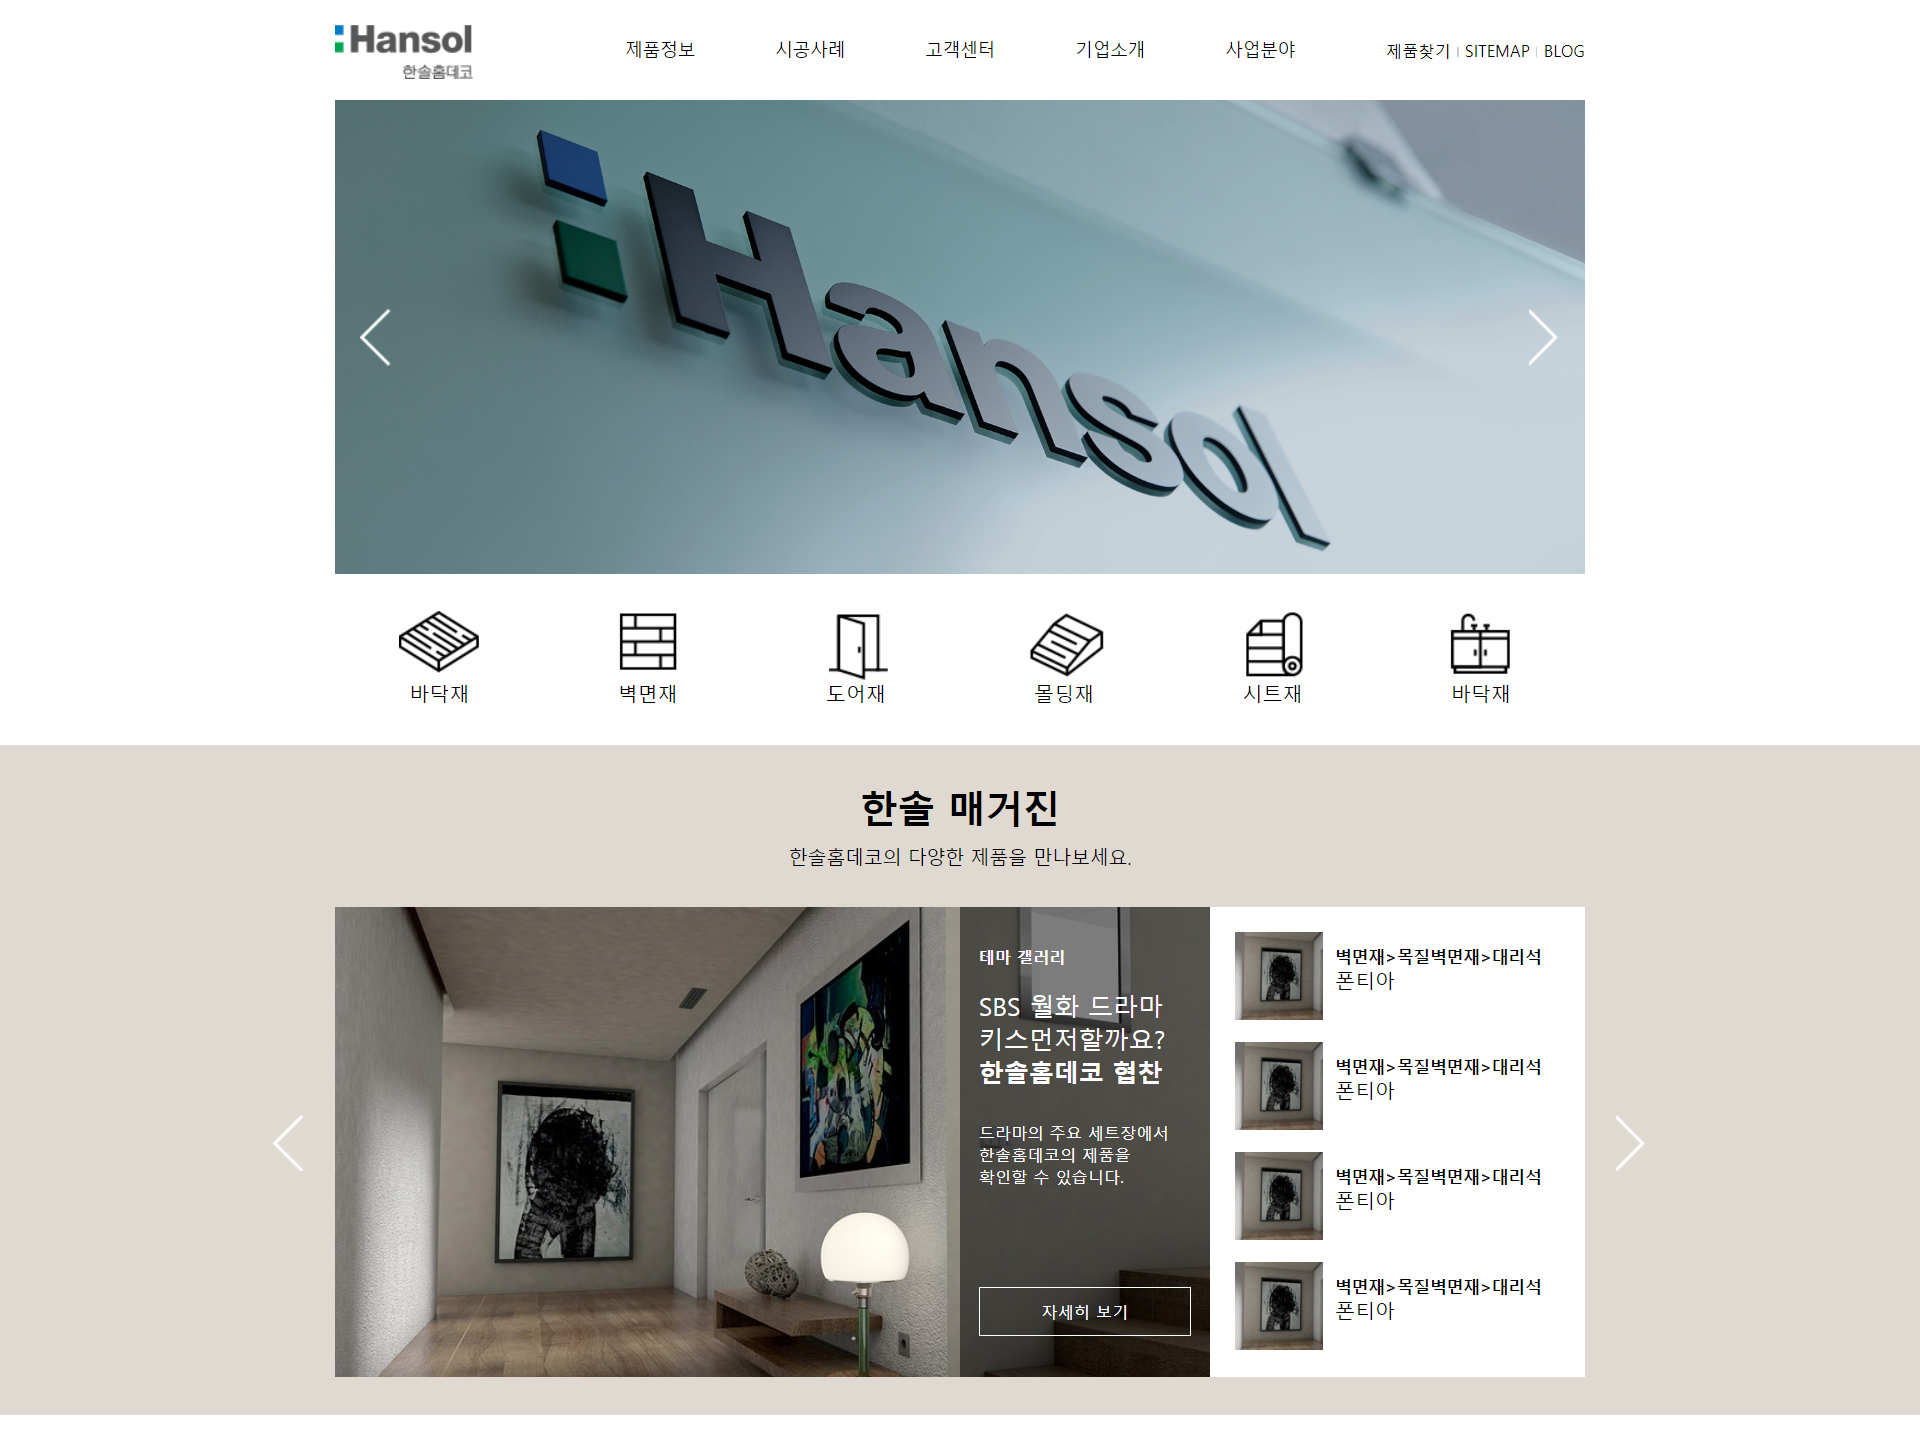 Hansol
한솔홈데코
제품정보
시공사례
고객센터
기업소개
사업분야
제품찾기 | SITEMAP | BLOG
Hansol
바닥재
벽면재
도어재
몰딩재
시트재
바닥재
한솔 매거진
한솔홈데코의 다양한 제품을 만나보세요.
테마 갤러리
SBS 월화 드라마
키스먼저할까요?
한솔홈데코 협찬
드라마의 주요 세트장에서
한솔홈데코의 제품을
확인할 수 있습니다.
자세히 보기
벽면재>목질벽면재>대리석
폰티아
벽면재>목질벽면재>대리석
폰티아
벽면재>목질벽면재>대리석
폰티아
벽면재>목질벽면재>대리석
폰티아